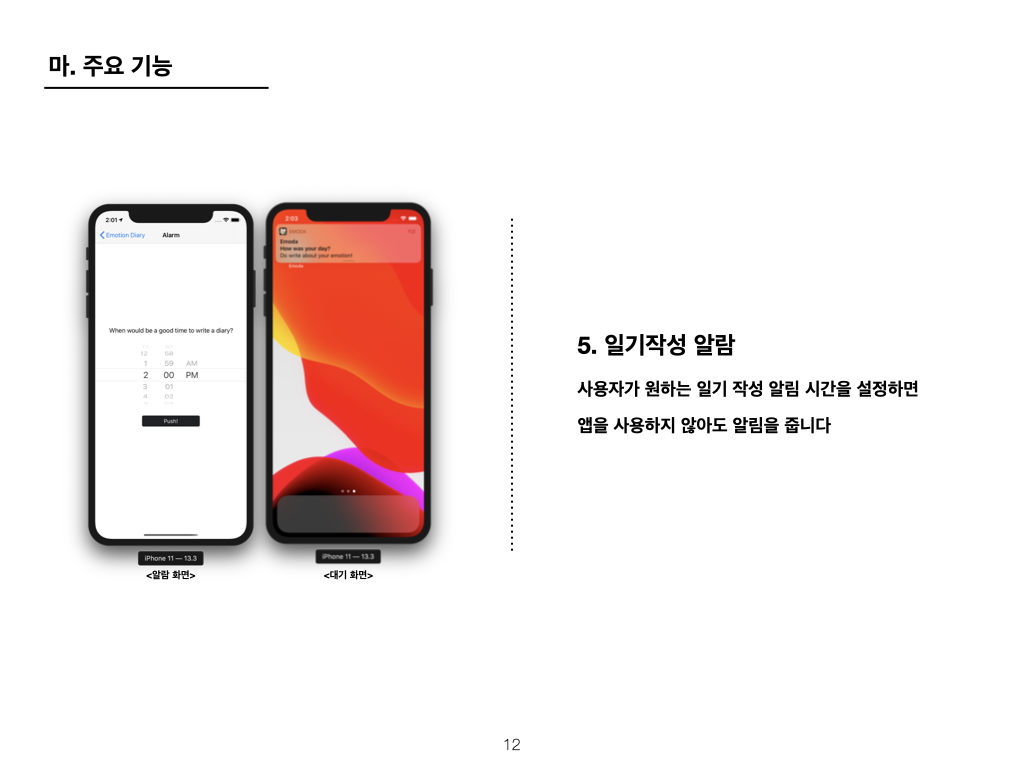 마. 주요 기능
2:01
Emotion Diary
Alarm
When would be a good time to write a diary?
12 58
1 59 AM
2 00 PM
3 01
4 02
Push!
iPhone 11 — 13.3
<알람 화면>
2:03
EMODA
지금
Emoda
How was your day?
Do write about your emotion!
Emoda
iPhone 11 — 13.3
<대기 화면>
5. 일기작성 알람
사용자가 원하는 일기 작성 알림 시간을 설정하면
앱을 사용하지 않아도 알림을 줍니다
12